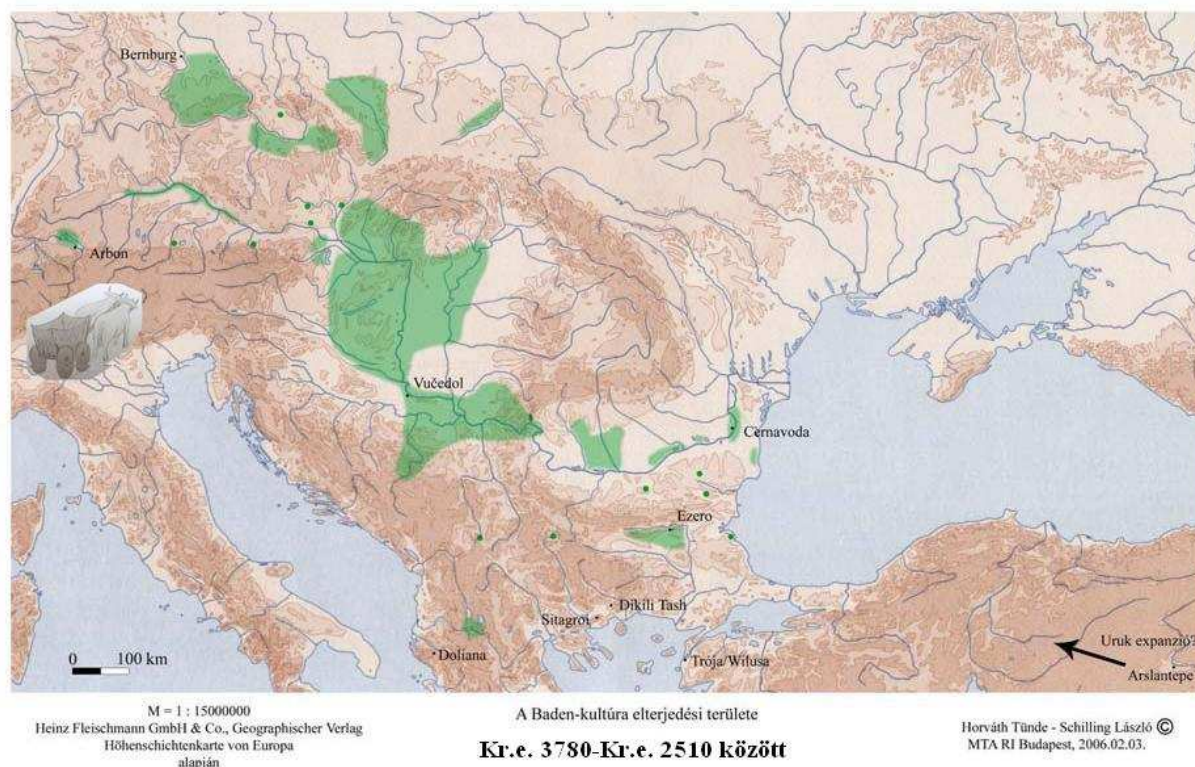 Bernburg
Arbon
Vučedol
Cernavoda
Ezero
Dikili Tash
Sitagroi
Doliana
Trója/Wilusa
Uruk expanzió?
Arslantepe
0 100 km
M = 1 : 15000000
Heinz Fleischmann GmbH & Co., Geographischer Verlag
Höhenschichtenkarte von Europa
alapján
A Baden-kultúra elterjedési területe
Kr.e. 3780-Kr.e. 2510 között
Horváth Tünde - Schilling László ©
MTA RI Budapest, 2006.02.03.